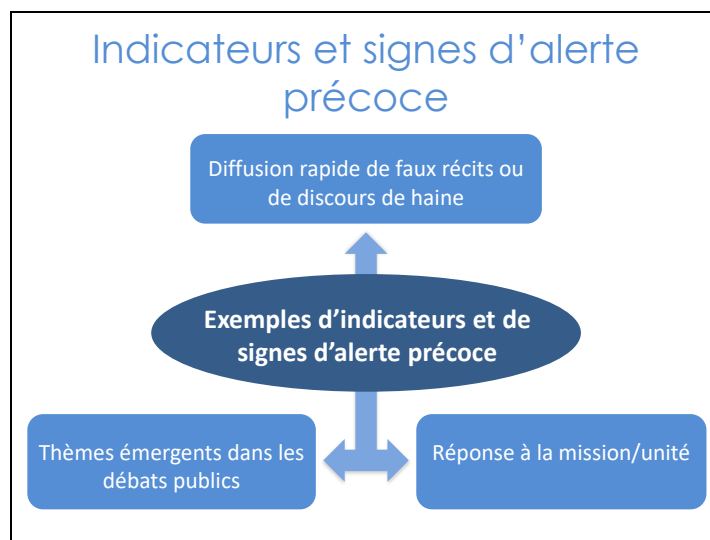 Indicateurs et signes d’alerte
précoce
Diffusion rapide de faux récits ou
de discours de haine
Exemples d’indicateurs et de
signes d’alerte précoce
Thèmes émergents dans les
débats publics
Réponse à la mission/unité